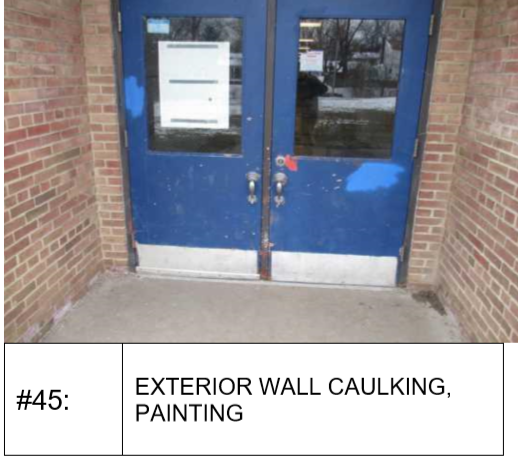 #45:
EXTERIOR WALL CAULKING,
PAINTING